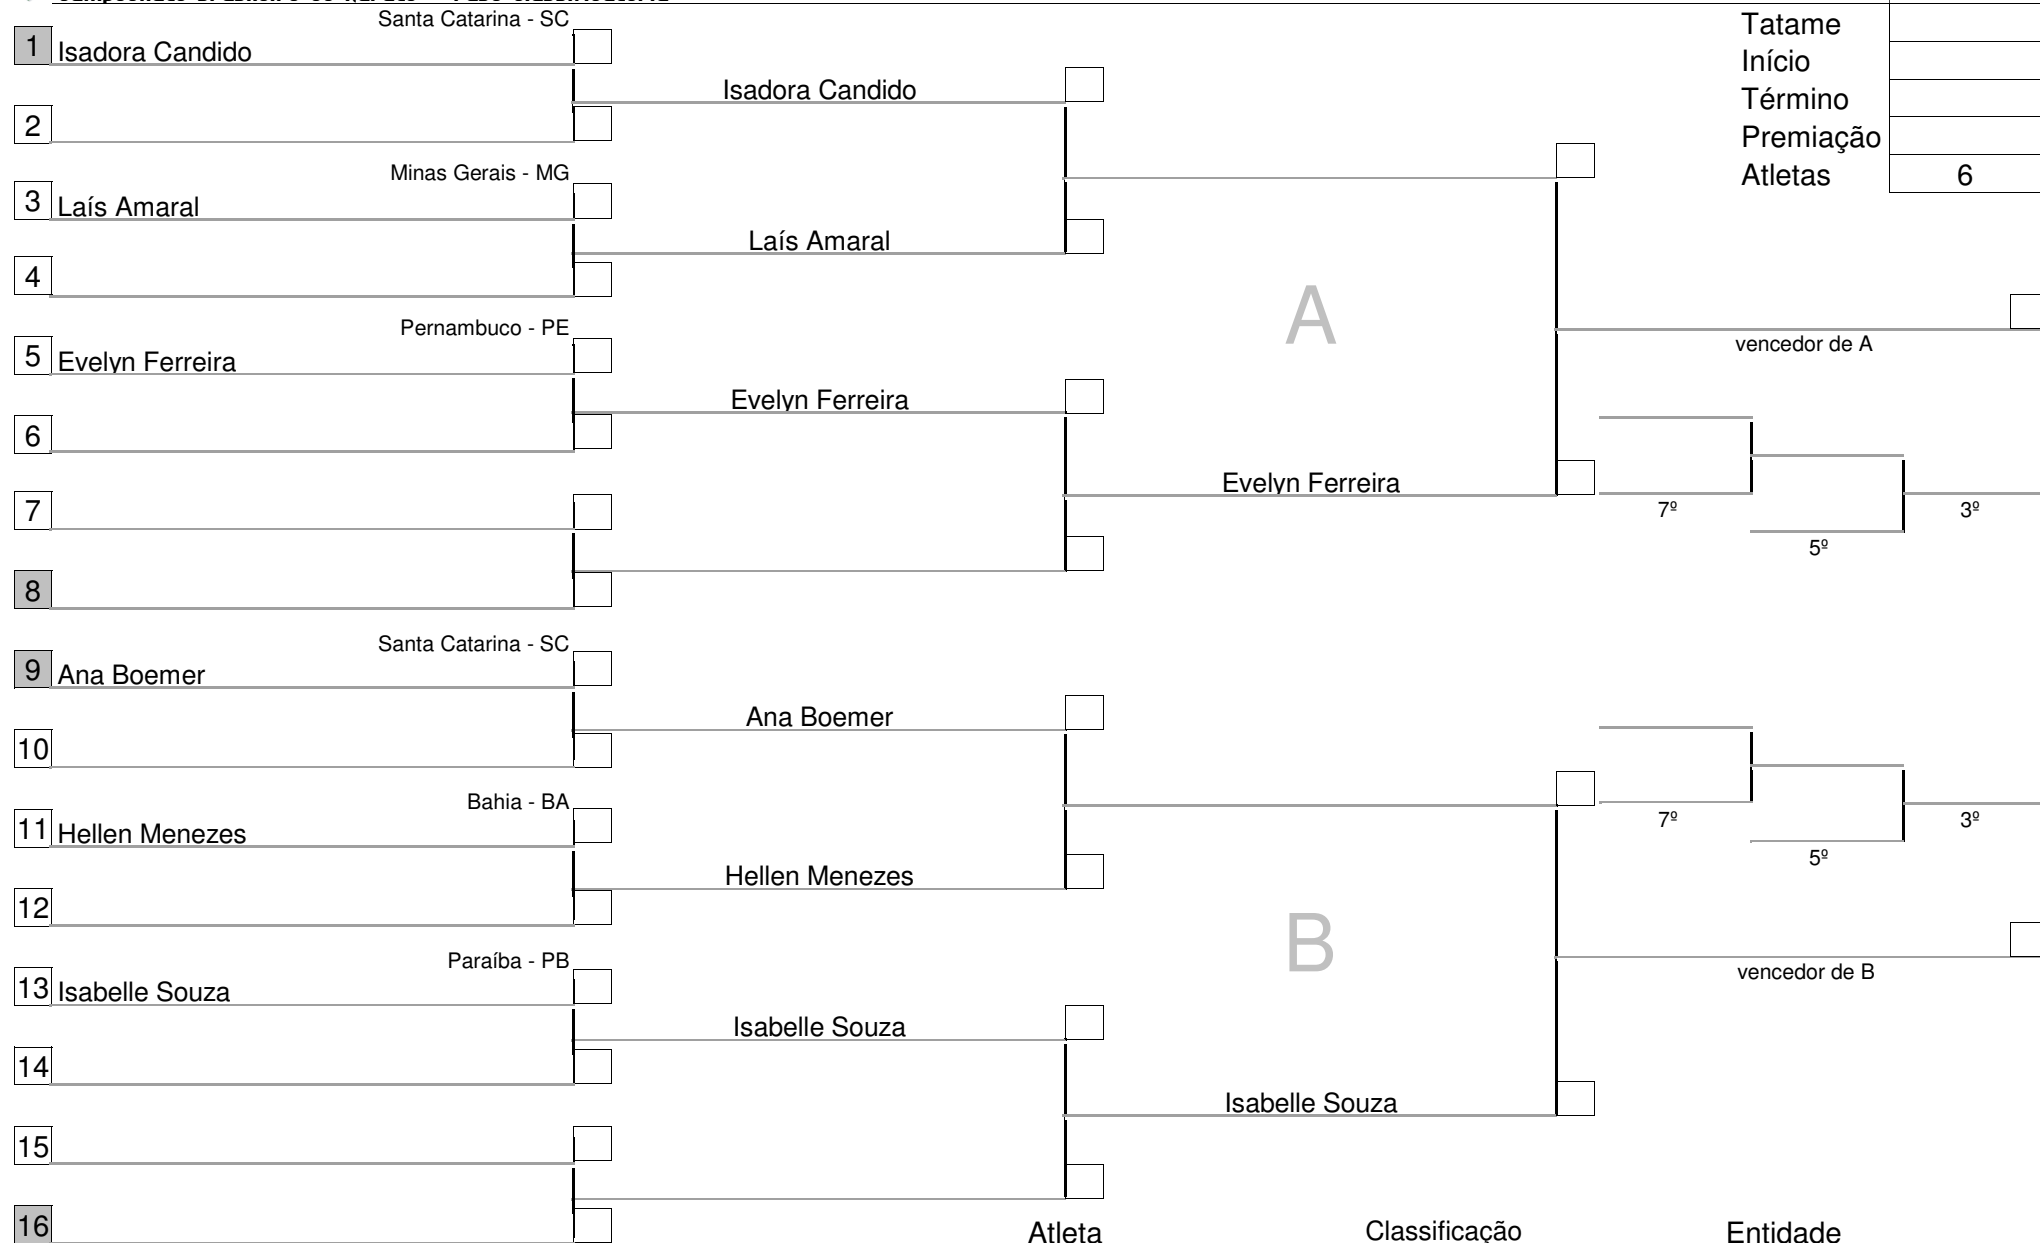 Santa Catarina - SC
1 Isadora Candido
Isadora Candido
2
Minas Gerais - MG
3 Laís Amaral
Laís Amaral
4
Pernambuco - PE
5 Evelyn Ferreira
Evelyn Ferreira
6
Evelyn Ferreira
7
8
Santa Catarina - SC
9 Ana Boemer
Ana Boemer
10
Bahia - BA
11 Hellen Menezes
Hellen Menezes
12
Paraíba - PB
13 Isabelle Souza
Isabelle Souza
14
Isabelle Souza
15
16
A
B
Tatame
Início
Término
Premiação
Atletas 6
vencedor de A
7º
3º
5º
7º
3º
5º
vencedor de B
Atleta Classificação Entidade